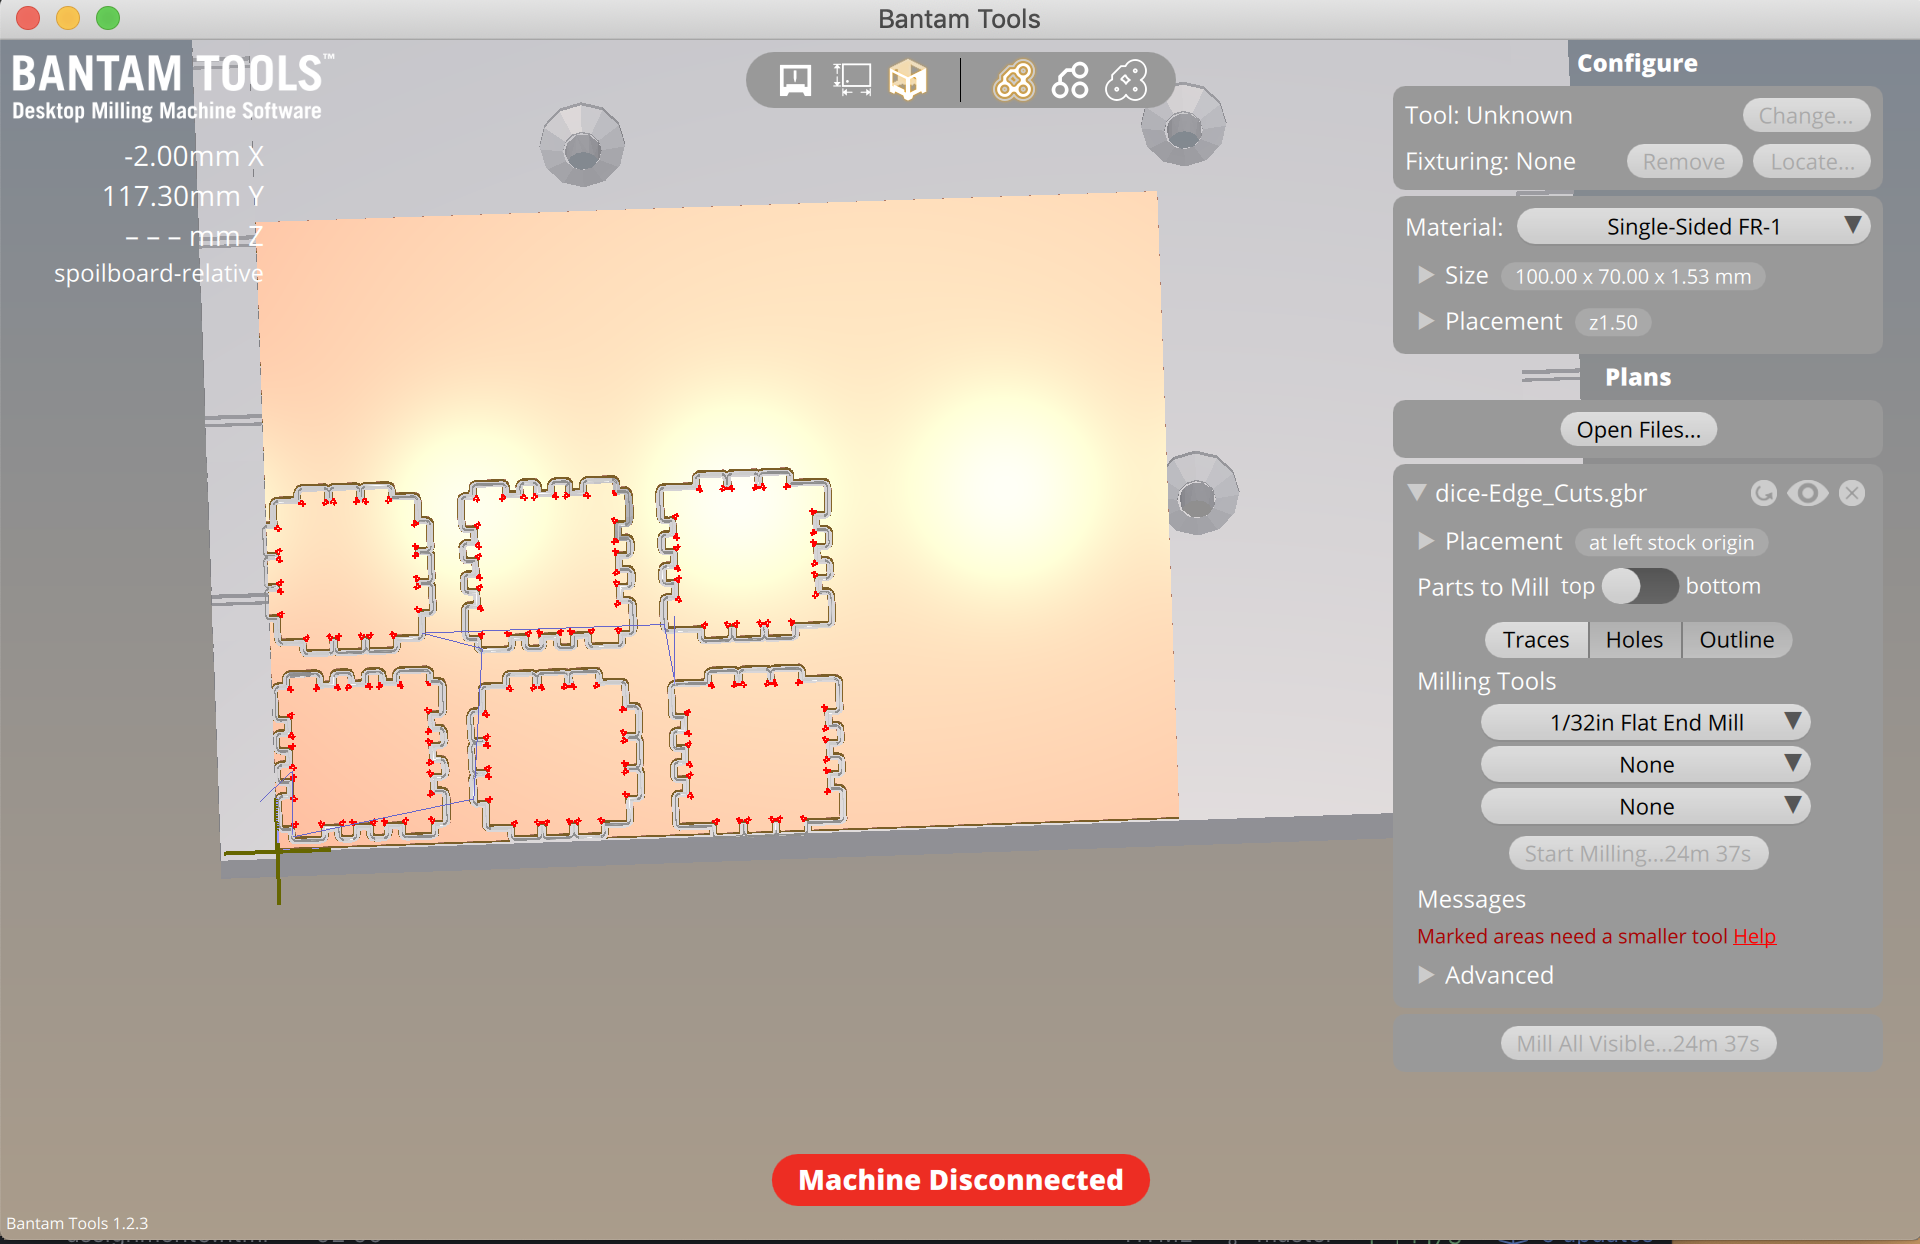 Bantam Tools
BANTAM TOOLS™
Desktop Milling Machine Software
-2.00mm X
117.30mm Y
– – – mm Z
spoilboard-relative
Configure
Tool: Unknown
Change...
Fixturing: None
Remove
Locate...
Material:
Single-Sided FR-1
Size
100.00 x 70.00 x 1.53 mm
Placement
z1.50
Plans
Open Files...
dice-Edge_Cuts.gbr
Placement
at left stock origin
Parts to Mill top bottom
Traces Holes Outline
Milling Tools
1/32in Flat End Mill
None
None
Start Milling...24m 37s
Messages
Marked areas need a smaller tool Help
Advanced
Mill All Visible...24m 37s
Machine Disconnected
Bantam Tools 1.2.3